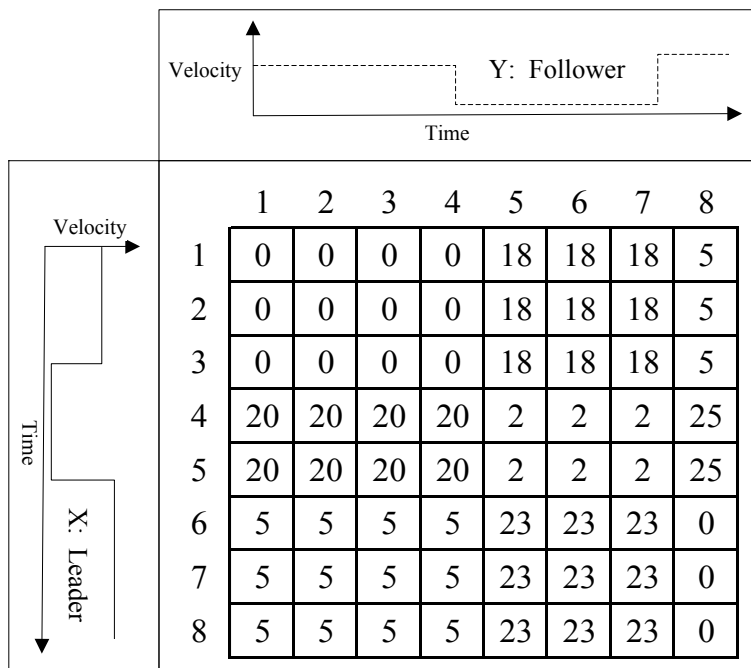 Velocity
Y: Follower
Time
Velocity
Time
X: Leader
1 2 3 4 5 6 7 8
1 0 0 0 0 18 18 18 5
2 0 0 0 0 18 18 18 5
3 0 0 0 0 18 18 18 5
4 20 20 20 20 2 2 2 25
5 20 20 20 20 2 2 2 25
6 5 5 5 5 23 23 23 0
7 5 5 5 5 23 23 23 0
8 5 5 5 5 23 23 23 0